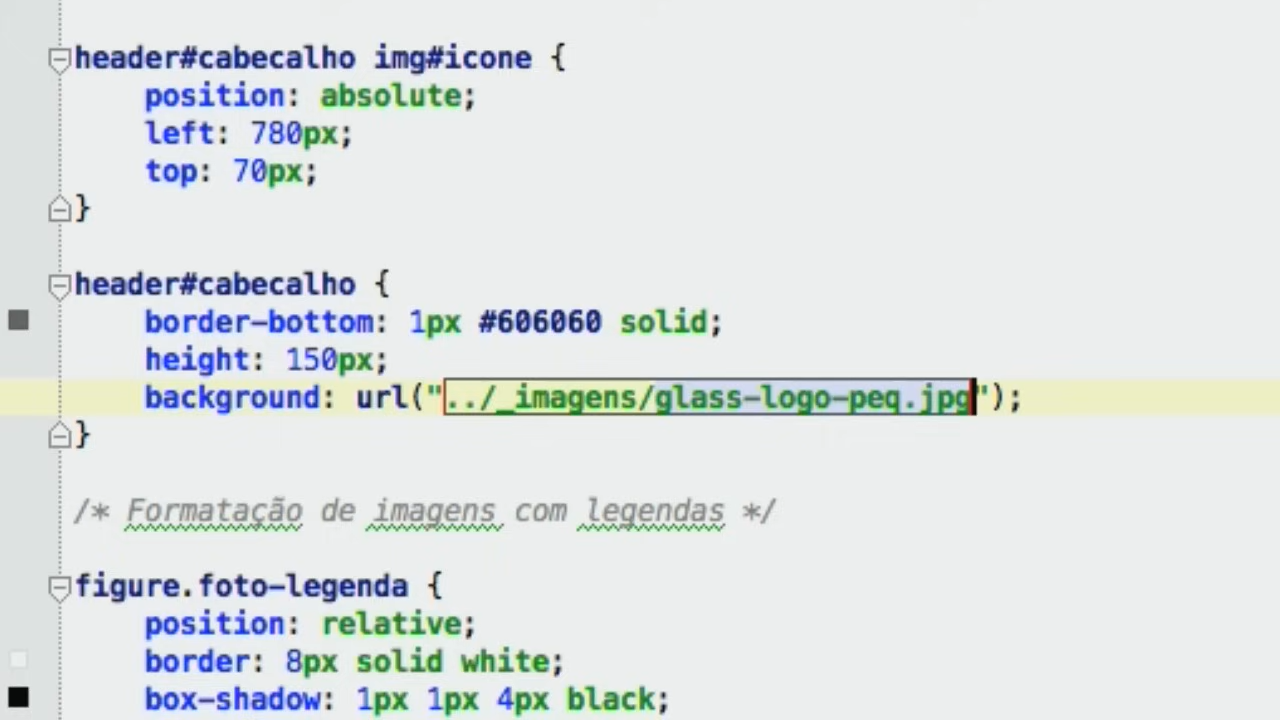 header#cabecalho img#icone {
position: absolute;
left: 780px;
top: 70px;
}
header#cabecalho {
border-bottom: 1px #606060 solid;
height: 150px;
background: url("../_imagens/glass-logo-peq.jpg");
}
/* Formatação de imagens com legendas */
figure.foto-legenda {
position: relative;
border: 8px solid white;
box-shadow: 1px 1px 4px black;